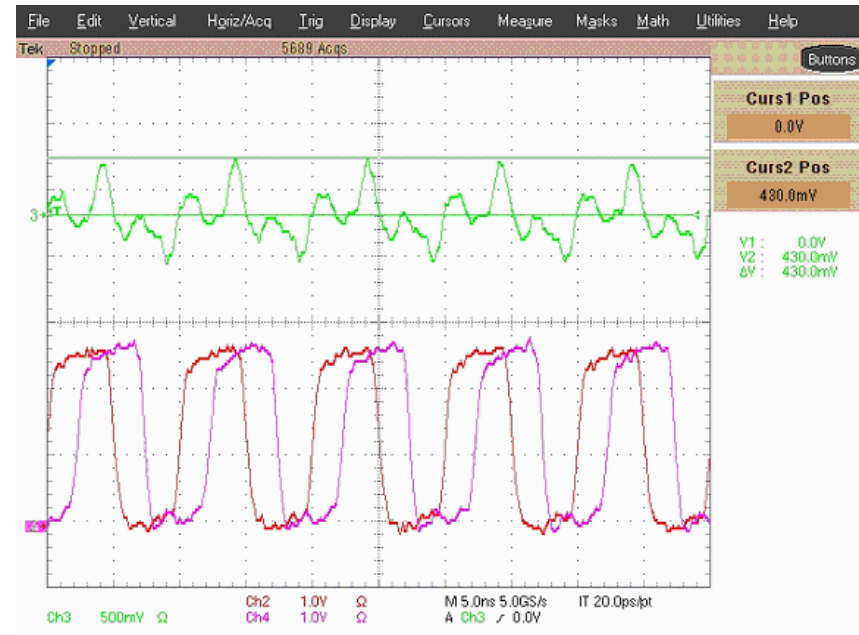 File Edit Vertical Horiz/Acq Trig Display Cursors Measure Masks Math Utilities Help
Tek Stopped 5689 Acqs
Buttons
Curs1 Pos
0.0V
Curs2 Pos
430.0mV
3
T
V1 : 0.0V
V2 : 430.0mV
ΔV : 430.0mV
Ch2 1.0V Ω M 5.0ns 5.0GS/s IT 20.0ps/pt
Ch3 500mV Ω Ch4 1.0V Ω A Ch3 / 0.0V